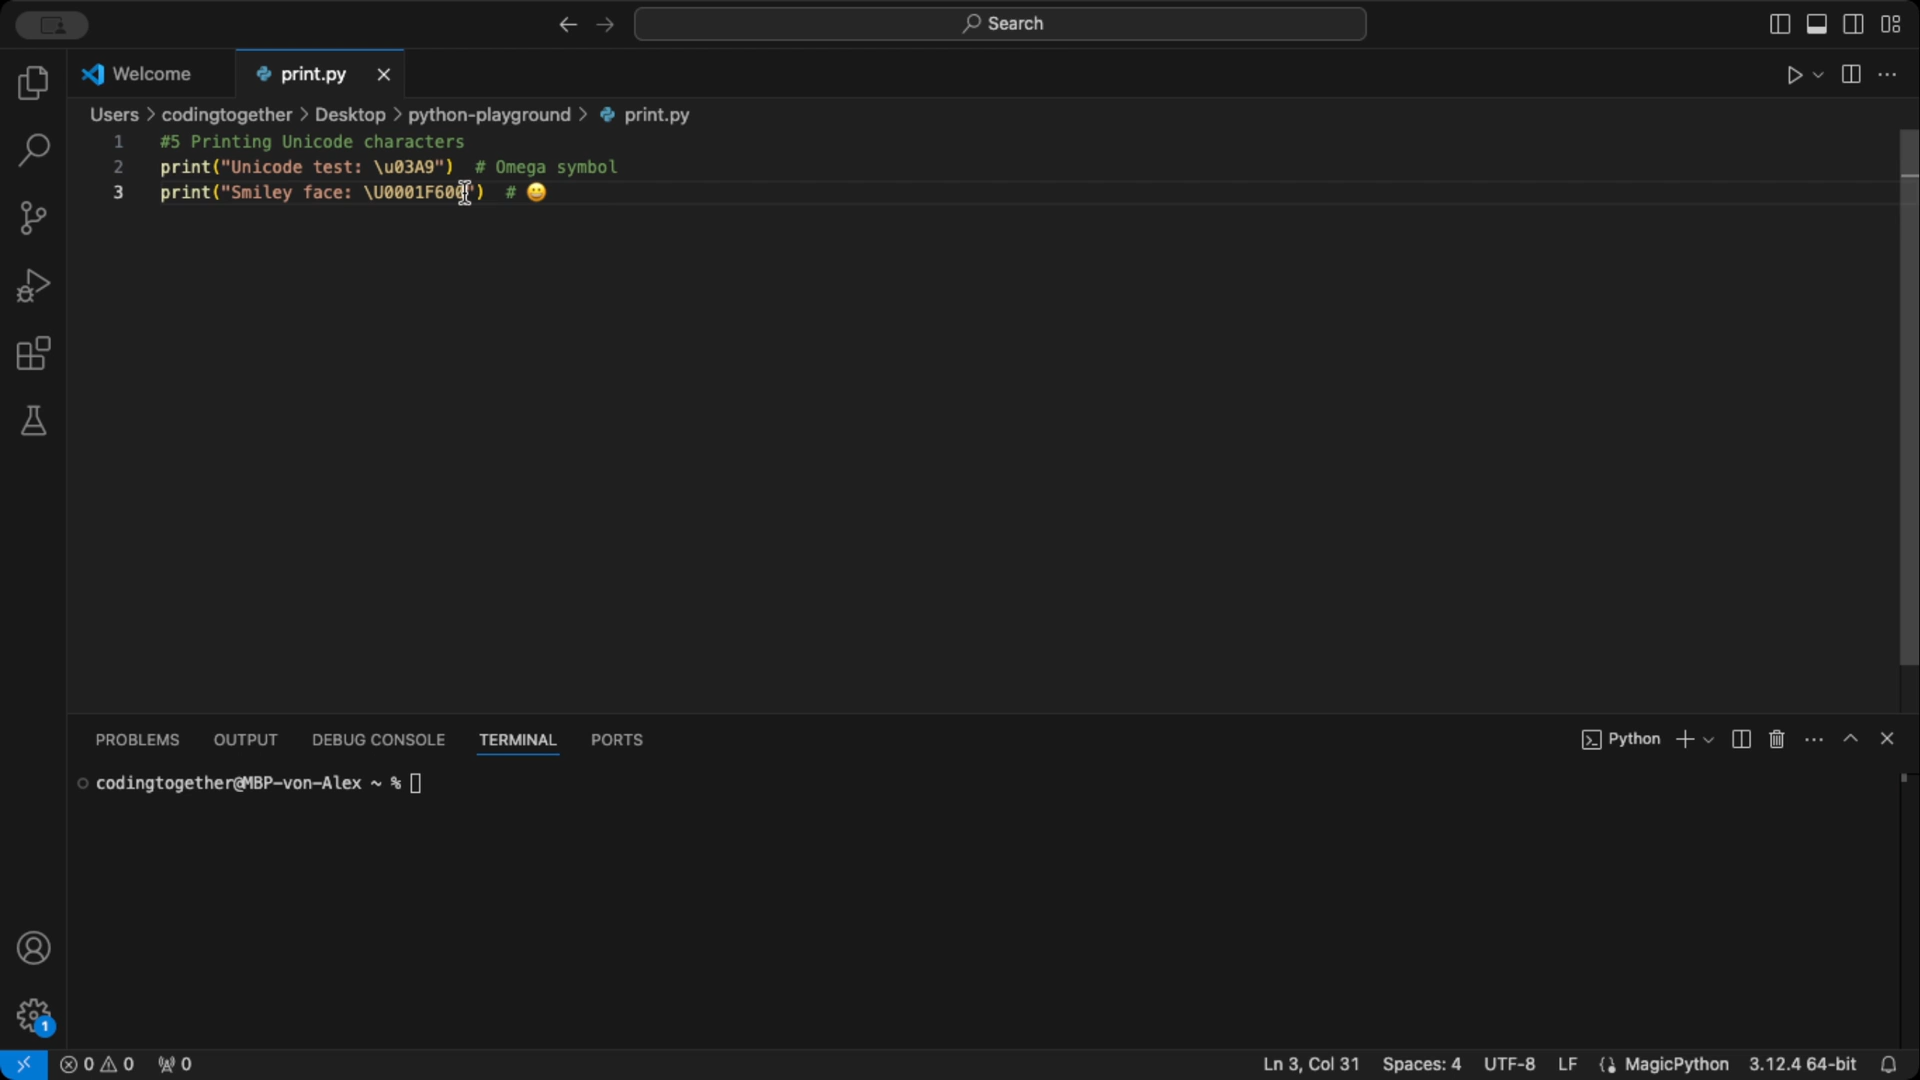 Search
Welcome
print.py
Users > codingtogether > Desktop > python-playground > print.py
1 #5 Printing Unicode characters
2 print("Unicode test: \u03A9")  # Omega symbol
3 print("Smiley face: \U0001F600")  # 😀
PROBLEMS OUTPUT DEBUG CONSOLE TERMINAL PORTS
Python
codingtogether@MBP-von-Alex ~ %
1
0 0 0
Ln 3, Col 31 Spaces: 4 UTF-8 LF MagicPython 3.12.4 64-bit